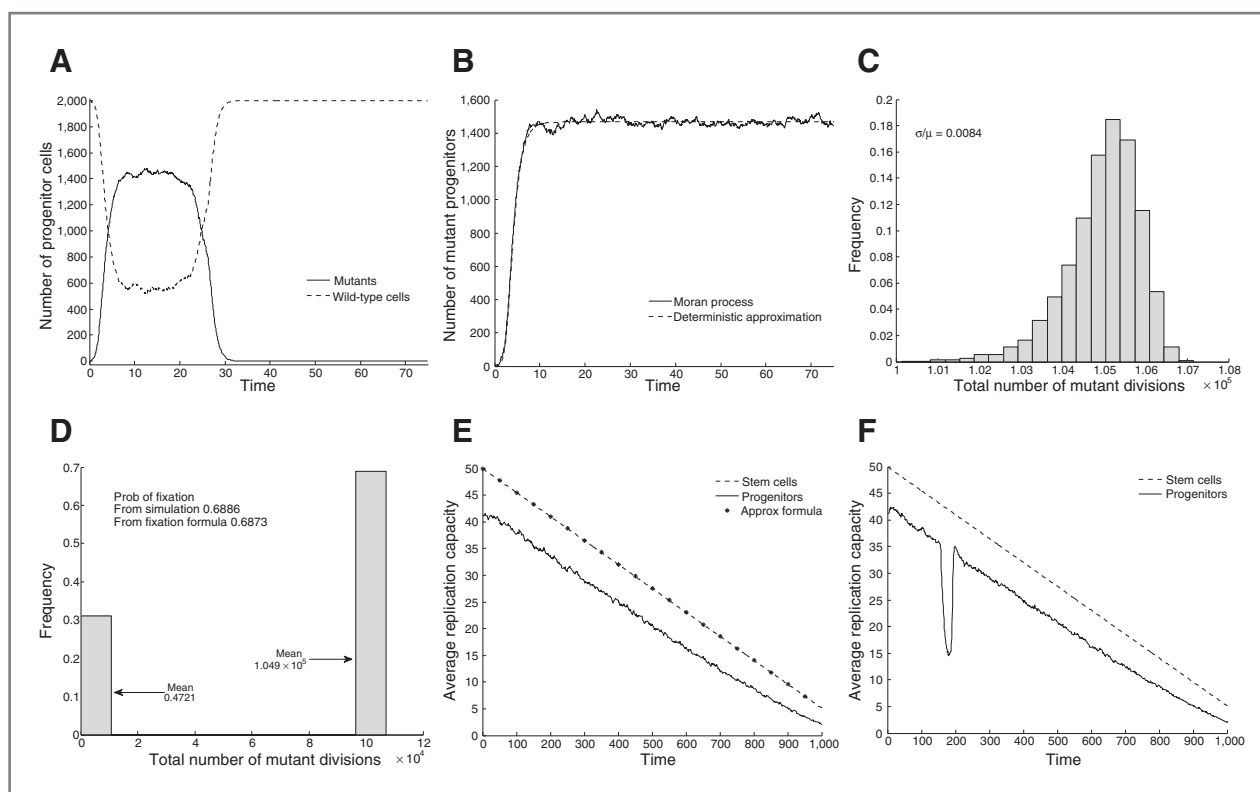 A
Number of progenitor cells
2,000
1,800
1,600
1,400
1,200
1,000
800
600
400
200
0
0 10 20 30 40 50 60 70
Time
Mutants
Wild-type cells
B
Number of mutant progenitors
1,600
1,400
1,200
1,000
800
600
400
200
0
0 10 20 30 40 50 60 70
Time
Moran process
Deterministic approximation
C
Frequency
0.2
0.18
0.16
0.14
0.12
0.1
0.08
0.06
0.04
0.02
0
σ/μ = 0.0084
1 1.01 1.02 1.03 1.04 1.05 1.06 1.07 1.08
Total number of mutant divisions × 10⁵
D
Frequency
0.7
0.6
0.5
0.4
0.3
0.2
0.1
0
Prob of fixation
From simulation 0.6886
From fixation formula 0.6873
Mean
1.049 × 10⁵
Mean
0.4721
0 2 4 6 8 10 12
Total number of mutant divisions × 10⁴
E
Average replication capacity
50
45
40
35
30
25
20
15
10
5
0
Stem cells
Progenitors
Approx formula
0 100 200 300 400 500 600 700 800 900 1,000
Time
F
Average replication capacity
50
45
40
35
30
25
20
15
10
5
0
Stem cells
Progenitors
0 100 200 300 400 500 600 700 800 900 1,000
Time